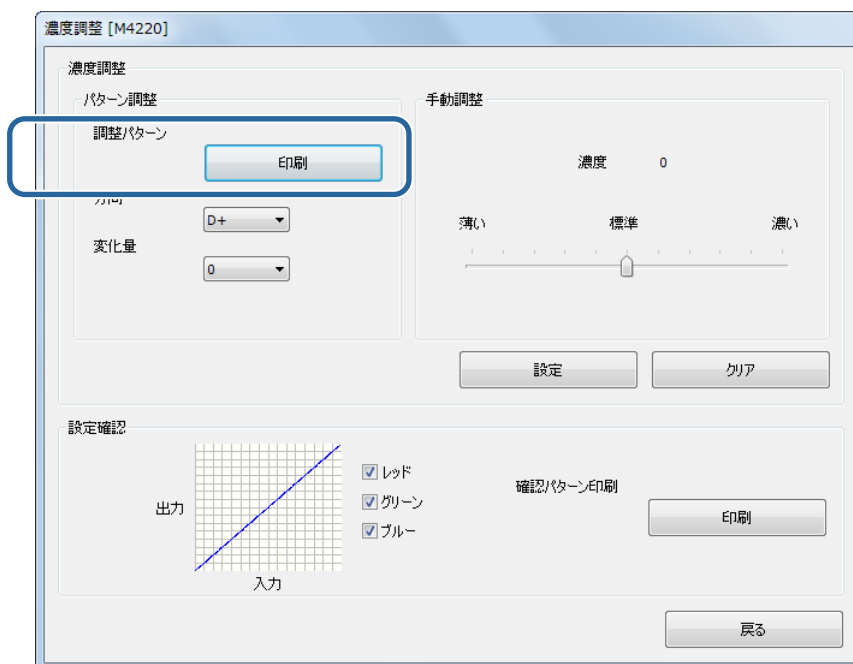 濃度調整 [M4220]
濃度調整
パターン調整
調整パターン
印刷
方向
D+
変化量
0
手動調整
濃度 0
薄い 標準 濃い
設定 クリア
設定確認
出力
入力
レッド
グリーン
ブルー
確認パターン印刷
印刷
戻る